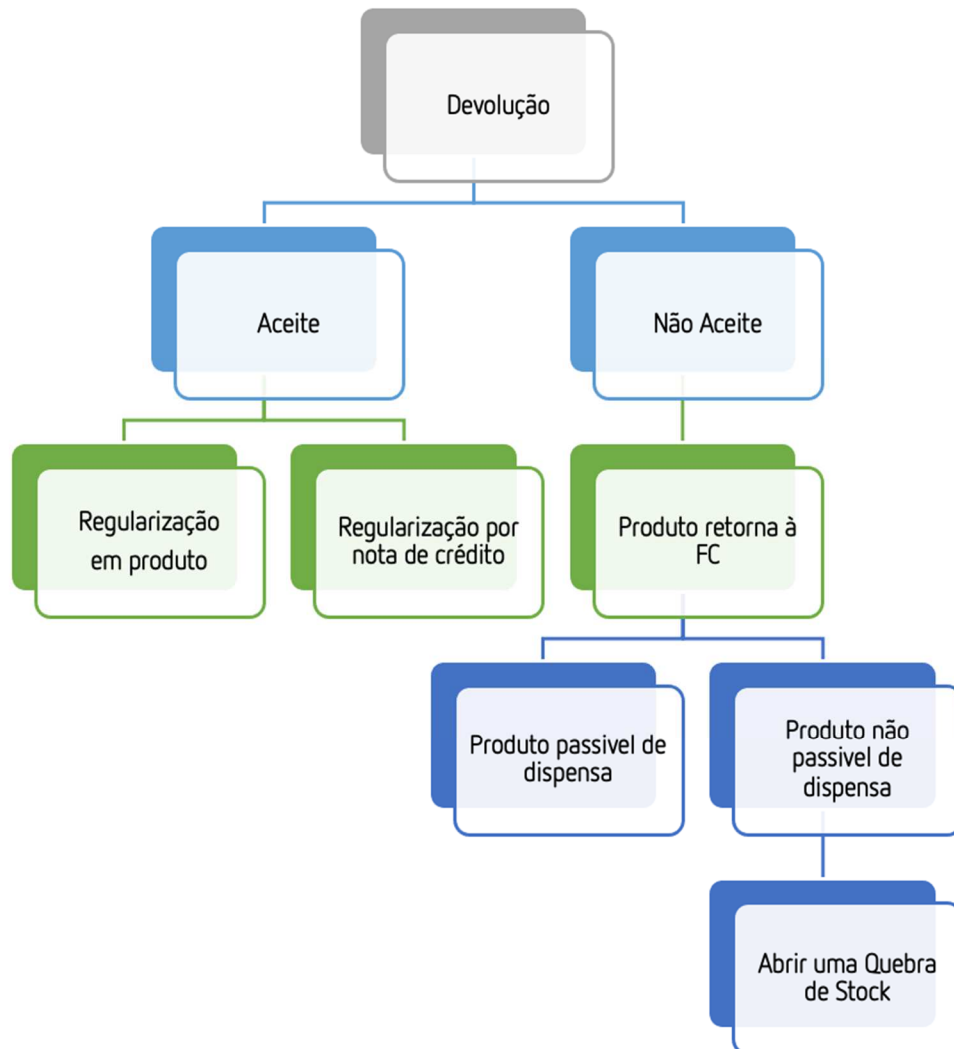 Devolução
Aceite
Não Aceite
Regularização
em produto
Regularização por
nota de crédito
Produto retorna à
FC
Produto passivel de
dispensa
Produto não
passivel de
dispensa
Abrir uma Quebra
de Stock